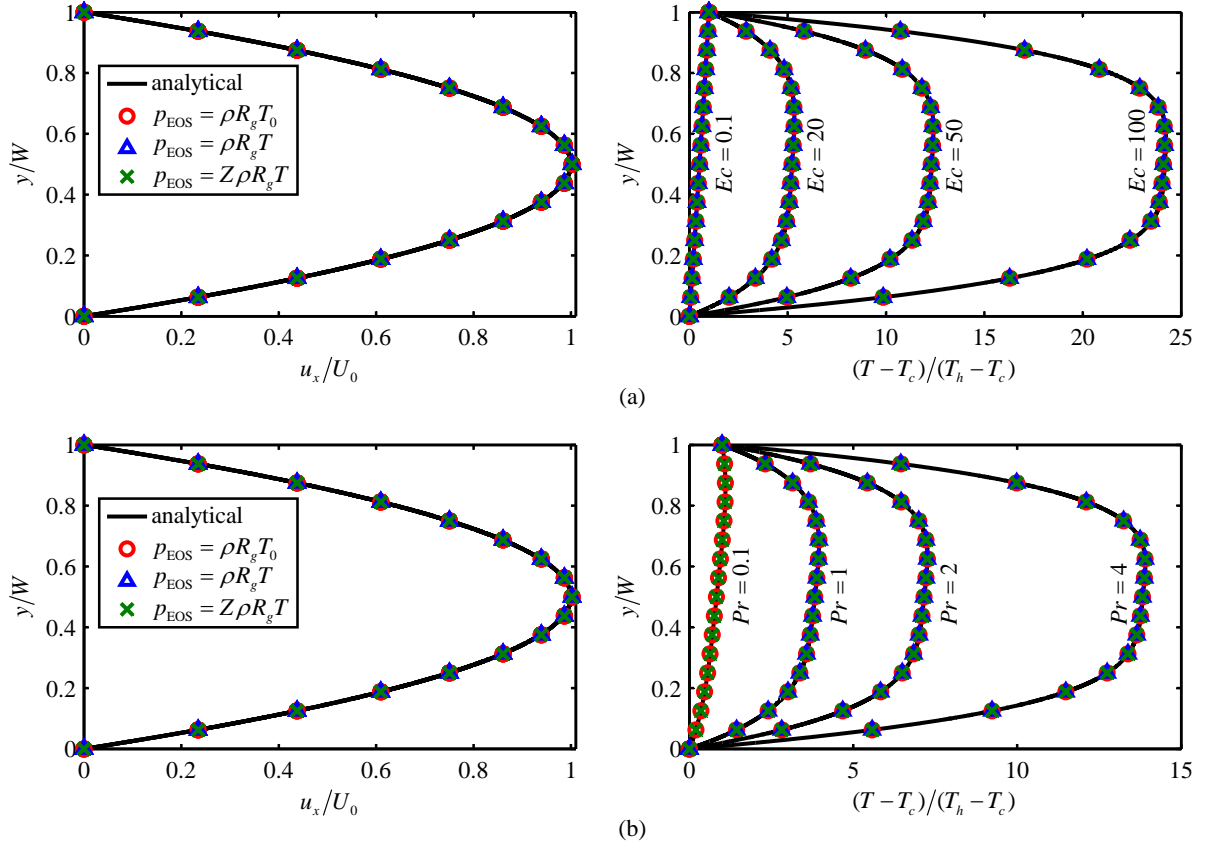 1
0.8
0.6
0.4
0.2
0
y/W
analytical
p_EOS = ρR_gT_0
p_EOS = ρR_gT
p_EOS = ZρR_gT
0 0.2 0.4 0.6 0.8 1
u_x/U_0
1
0.8
0.6
0.4
0.2
0
y/W
Ec = 0.1
Ec = 20
Ec = 50
Ec = 100
0 5 10 15 20 25
(T − T_c)/(T_h − T_c)
(a)
1
0.8
0.6
0.4
0.2
0
y/W
analytical
p_EOS = ρR_gT_0
p_EOS = ρR_gT
p_EOS = ZρR_gT
0 0.2 0.4 0.6 0.8 1
u_x/U_0
1
0.8
0.6
0.4
0.2
0
y/W
Pr = 0.1
Pr = 1
Pr = 2
Pr = 4
0 5 10 15
(T − T_c)/(T_h − T_c)
(b)